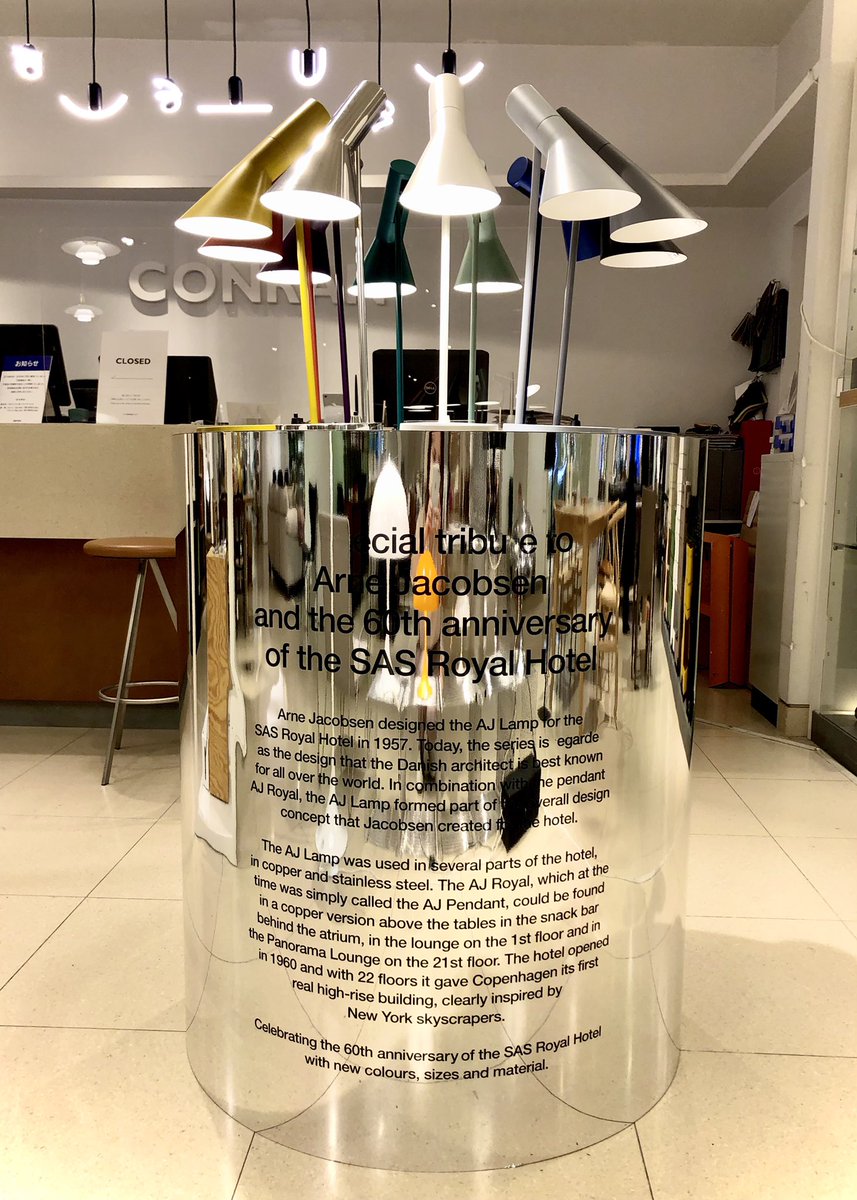 CONRAN
お知らせ
CLOSED
DELL
ecial tribu e to
Arne Jacobsen
and the 60th anniversary
of the SAS Royal Hotel
Arne Jacobsen designed the AJ Lamp for the
SAS Royal Hotel in 1957. Today, the series is egarde
as the design that the Danish architect is best known
for all over the world. In combination with the pendant
AJ Royal, the AJ Lamp formed part of overall design
concept that Jacobsen created the hotel.
The AJ Lamp was used in several parts of the hotel,
in copper and stainless steel. The AJ Royal, which at the
time was simply called the AJ Pendant, could be found
in a copper version above the tables in the snack bar
behind the atrium, in the lounge on the 1st floor and in
the Panorama Lounge on the 21st floor. The hotel opened
in 1960 and with 22 floors it gave Copenhagen its first
real high-rise building, clearly inspired by
New York skyscrapers.
Celebrating the 60th anniversary of the SAS Royal Hotel
with new colours, sizes and material.